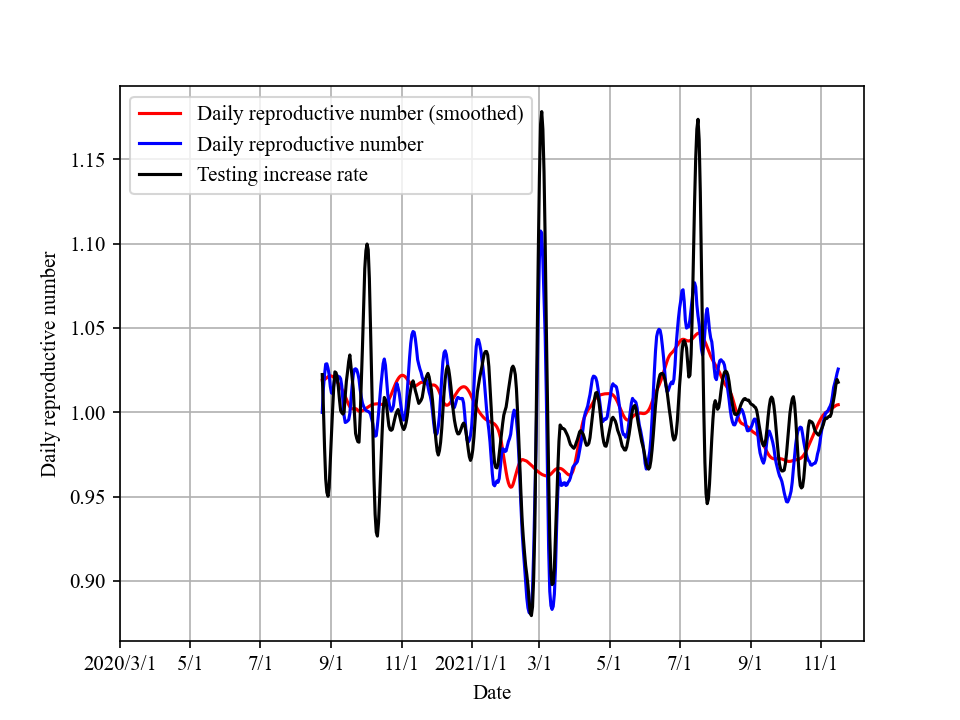 Daily reproductive number (smoothed)
Daily reproductive number
Testing increase rate
Daily reproductive number
1.15
1.10
1.05
1.00
0.95
0.90
2020/3/1 5/1 7/1 9/1 11/1 2021/1/1 3/1 5/1 7/1 9/1 11/1
Date